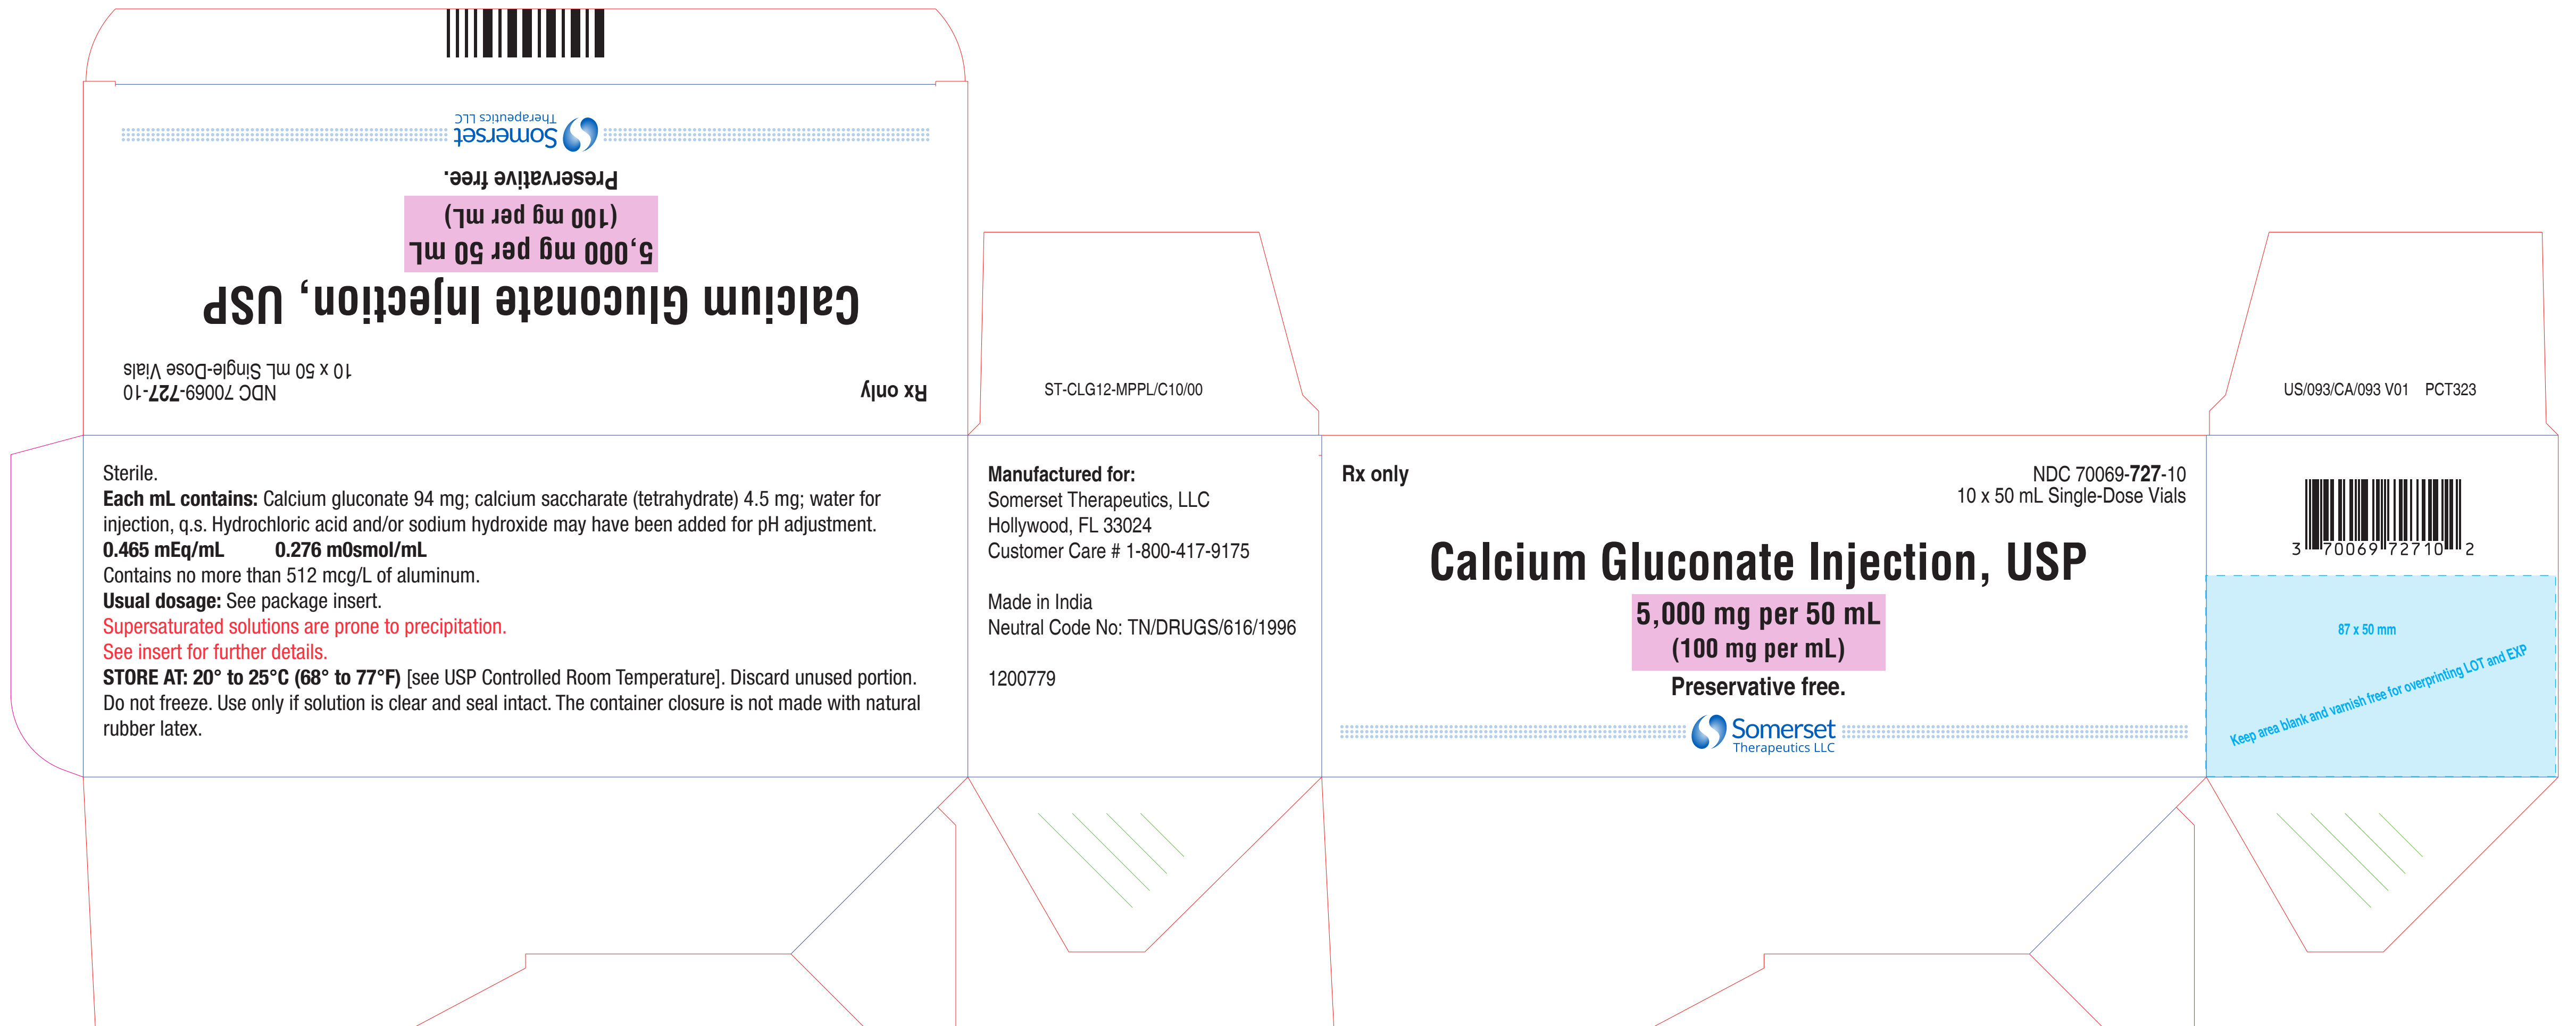 Somerset
Therapeutics LLC
Preservative free.
(100 mg per mL)
5,000 mg per 50 mL
Calcium Gluconate Injection, USP
10 x 50 mL Single-Dose Vials
NDC 70069-727-10
Rx only
Sterile.
Each mL contains: Calcium gluconate 94 mg; calcium saccharate (tetrahydrate) 4.5 mg; water for
injection, q.s. Hydrochloric acid and/or sodium hydroxide may have been added for pH adjustment.
0.465 mEq/mL 0.276 m0smol/mL
Contains no more than 512 mcg/L of aluminum.
Usual dosage: See package insert.
Supersaturated solutions are prone to precipitation.
See insert for further details.
STORE AT: 20° to 25°C (68° to 77°F) [see USP Controlled Room Temperature]. Discard unused portion.
Do not freeze. Use only if solution is clear and seal intact. The container closure is not made with natural
rubber latex.
ST-CLG12-MPPL/C10/00
Manufactured for:
Somerset Therapeutics, LLC
Hollywood, FL 33024
Customer Care # 1-800-417-9175
Made in India
Neutral Code No: TN/DRUGS/616/1996
1200779
Rx only
NDC 70069-727-10
10 x 50 mL Single-Dose Vials
Calcium Gluconate Injection, USP
5,000 mg per 50 mL
(100 mg per mL)
Preservative free.
Somerset
Therapeutics LLC
US/093/CA/093 V01 PCT323
3 70069 72710 2
87 x 50 mm
Keep area blank and varnish free for overprinting LOT and EXP